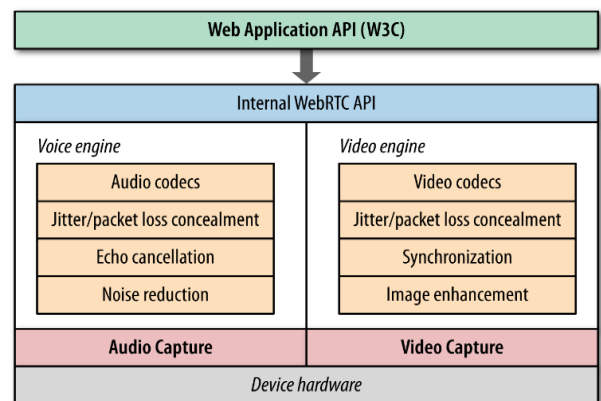 Web Application API (W3C)
Internal WebRTC API
Voice engine
Audio codecs
Jitter/packet loss concealment
Echo cancellation
Noise reduction
Video engine
Video codecs
Jitter/packet loss concealment
Synchronization
Image enhancement
Audio Capture
Video Capture
Device hardware